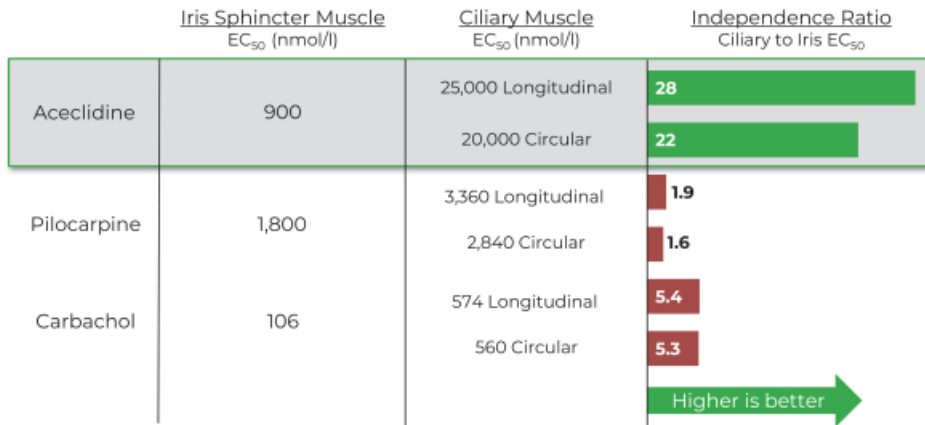 Iris Sphincter Muscle
EC₅₀ (nmol/l)
Ciliary Muscle
EC₅₀ (nmol/l)
Independence Ratio
Ciliary to Iris EC₅₀
Aceclidine
900
25,000 Longitudinal
28
20,000 Circular
22
Pilocarpine
1,800
3,360 Longitudinal
1.9
2,840 Circular
1.6
Carbachol
106
574 Longitudinal
5.4
560 Circular
5.3
Higher is better